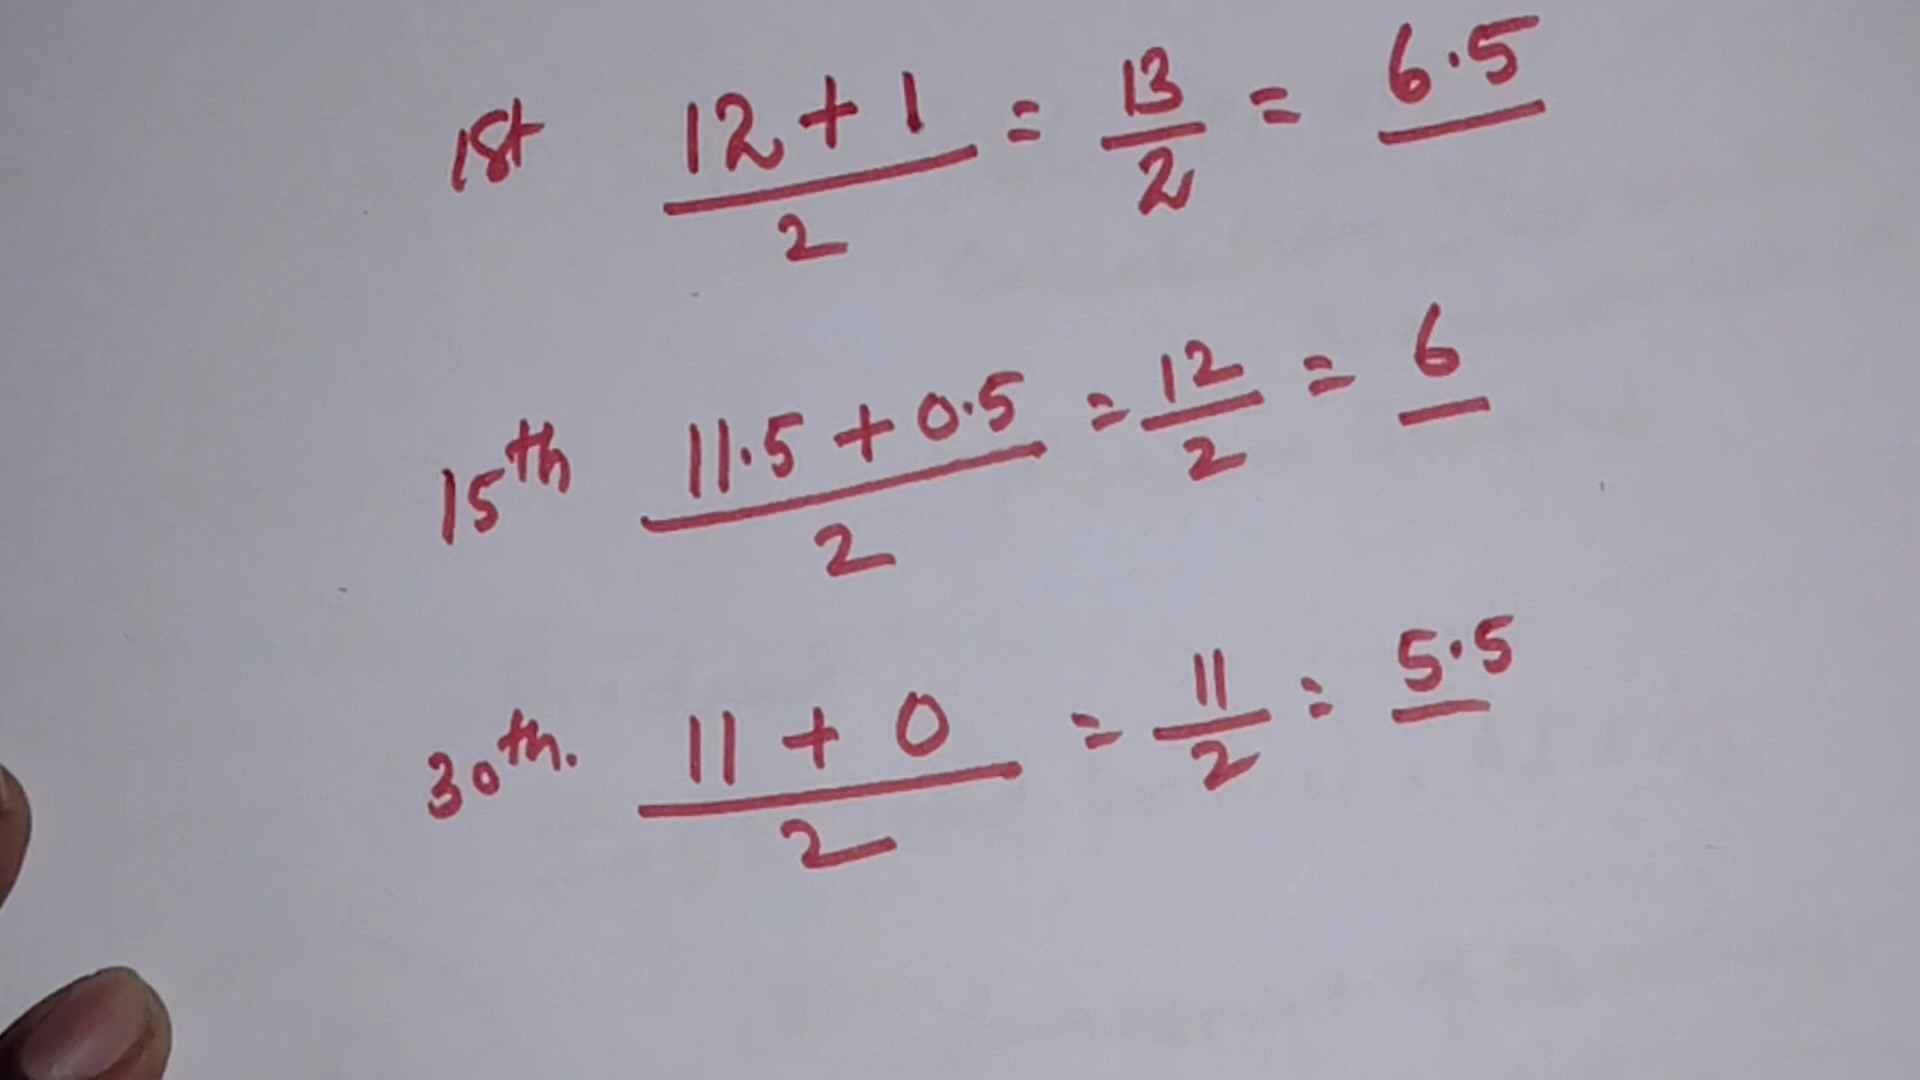 1st 12 + 1 / 2 = 13 / 2 = 6.5
15th 11.5 + 0.5 / 2 = 12 / 2 = 6
30th. 11 + 0 / 2 = 11 / 2 = 5.5